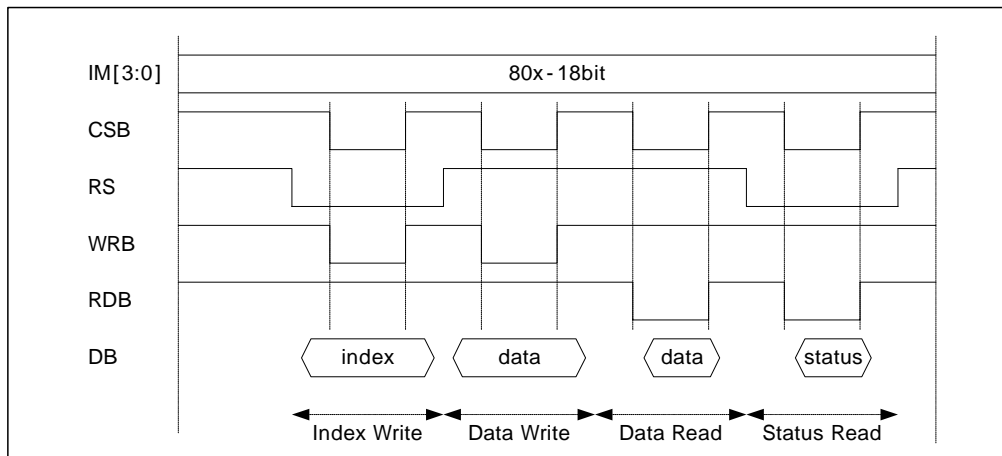 IM[3:0] 80x-18bit
CSB
RS
WRB
RDB
DB index data data status
Index Write Data Write Data Read Status Read